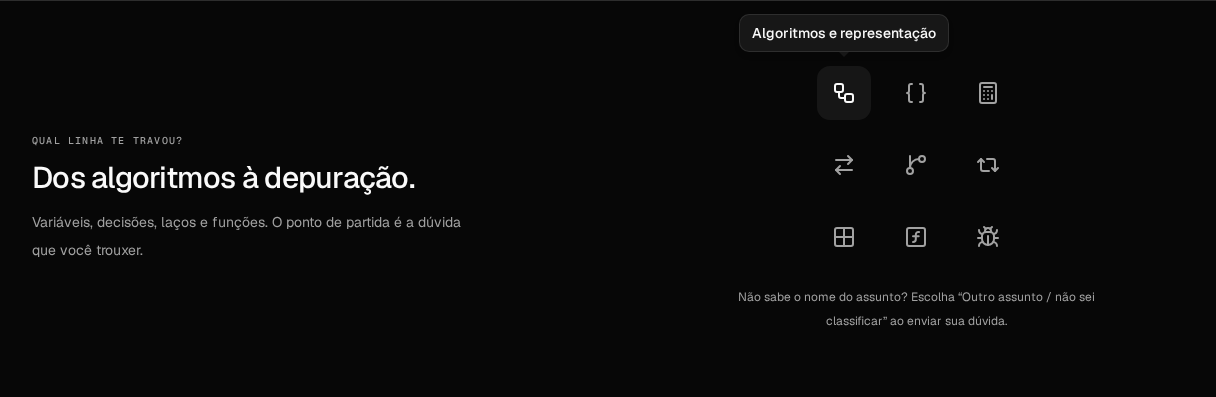 Algoritmos e representação
QUAL LINHA TE TRAVOU?
Dos algoritmos à depuração.
Variáveis, decisões, laços e funções. O ponto de partida é a dúvida
que você trouxer.
Não sabe o nome do assunto? Escolha “Outro assunto / não sei
classificar” ao enviar sua dúvida.